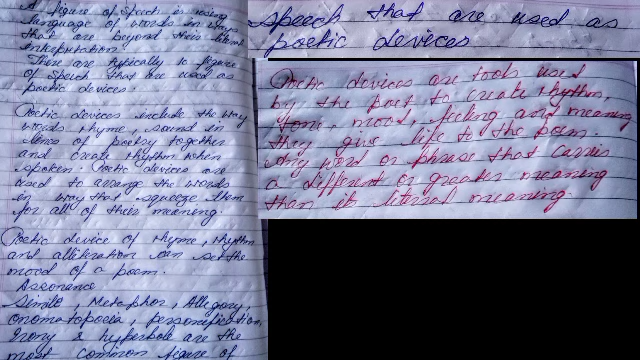 A figure of speech is using
language of words in ways
that are beyond their literal
interpretation.
There are typically 10 figure
of speech that are used as
poetic devices.
Poetic devices include the way
words rhyme, sound in
lines of poetry together
and create rhythm when
spoken. Poetic devices are
used to arrange the words
in way that squeeze them
for all of their meaning.
Poetic device of rhyme, rhythm
and alliteration can set the
mood of a poem.
Assonance
Simile, Metaphor, Allegory,
onomatopoeia, personification,
Irony & hyperbole are the
most common figure of
speech that are used as
poetic devices
Poetic devices are tools used
by the poet to create rhythm,
tone, mood, feeling and meaning
they give life to the poem.
Any word or phrase that carries
a different or greater meaning
than its literal meaning.